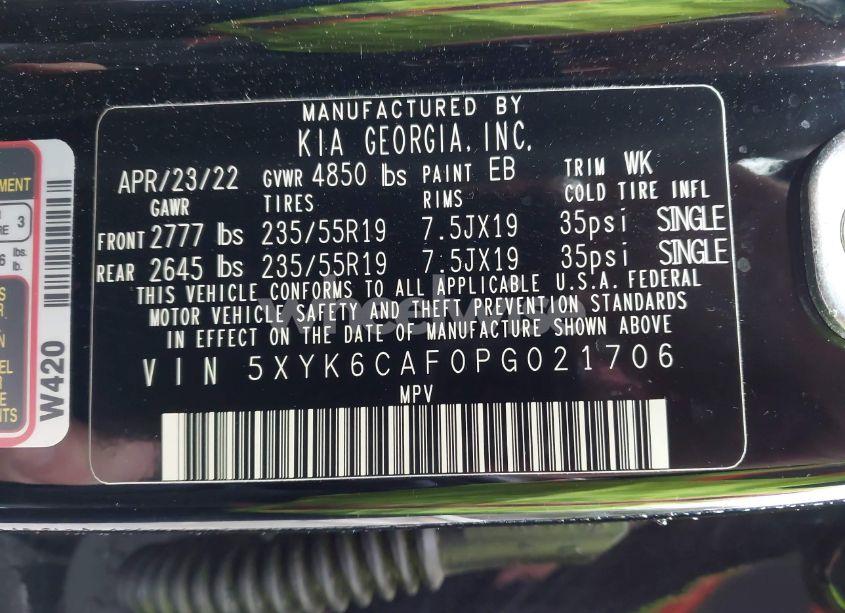 MANUFACTURED BY
KIA GEORGIA, INC.
APR/23/22 GVWR 4850 lbs PAINT EB TRIM WK
GAWR TIRES RIMS COLD TIRE INFL
FRONT 2777 lbs 235/55R19 7.5JX19 35psi SINGLE
REAR 2645 lbs 235/55R19 7.5JX19 35psi SINGLE
THIS VEHICLE CONFORMS TO ALL APPLICABLE U.S.A. FEDERAL
MOTOR VEHICLE SAFETY AND THEFT PREVENTION STANDARDS
IN EFFECT ON THE DATE OF MANUFACTURE SHOWN ABOVE
VIN 5XYK6CAF0PG021706
MPV
W420
3
lbs.
lb.